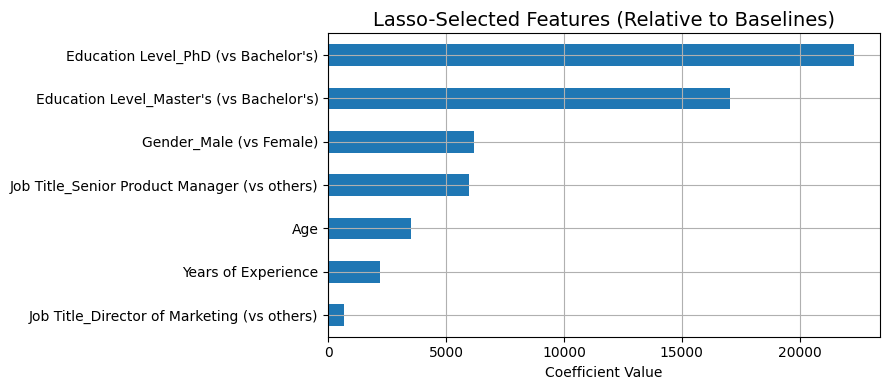 Lasso-Selected Features (Relative to Baselines)
Education Level_PhD (vs Bachelor's)
Education Level_Master's (vs Bachelor's)
Gender_Male (vs Female)
Job Title_Senior Product Manager (vs others)
Age
Years of Experience
Job Title_Director of Marketing (vs others)
0 5000 10000 15000 20000
Coefficient Value